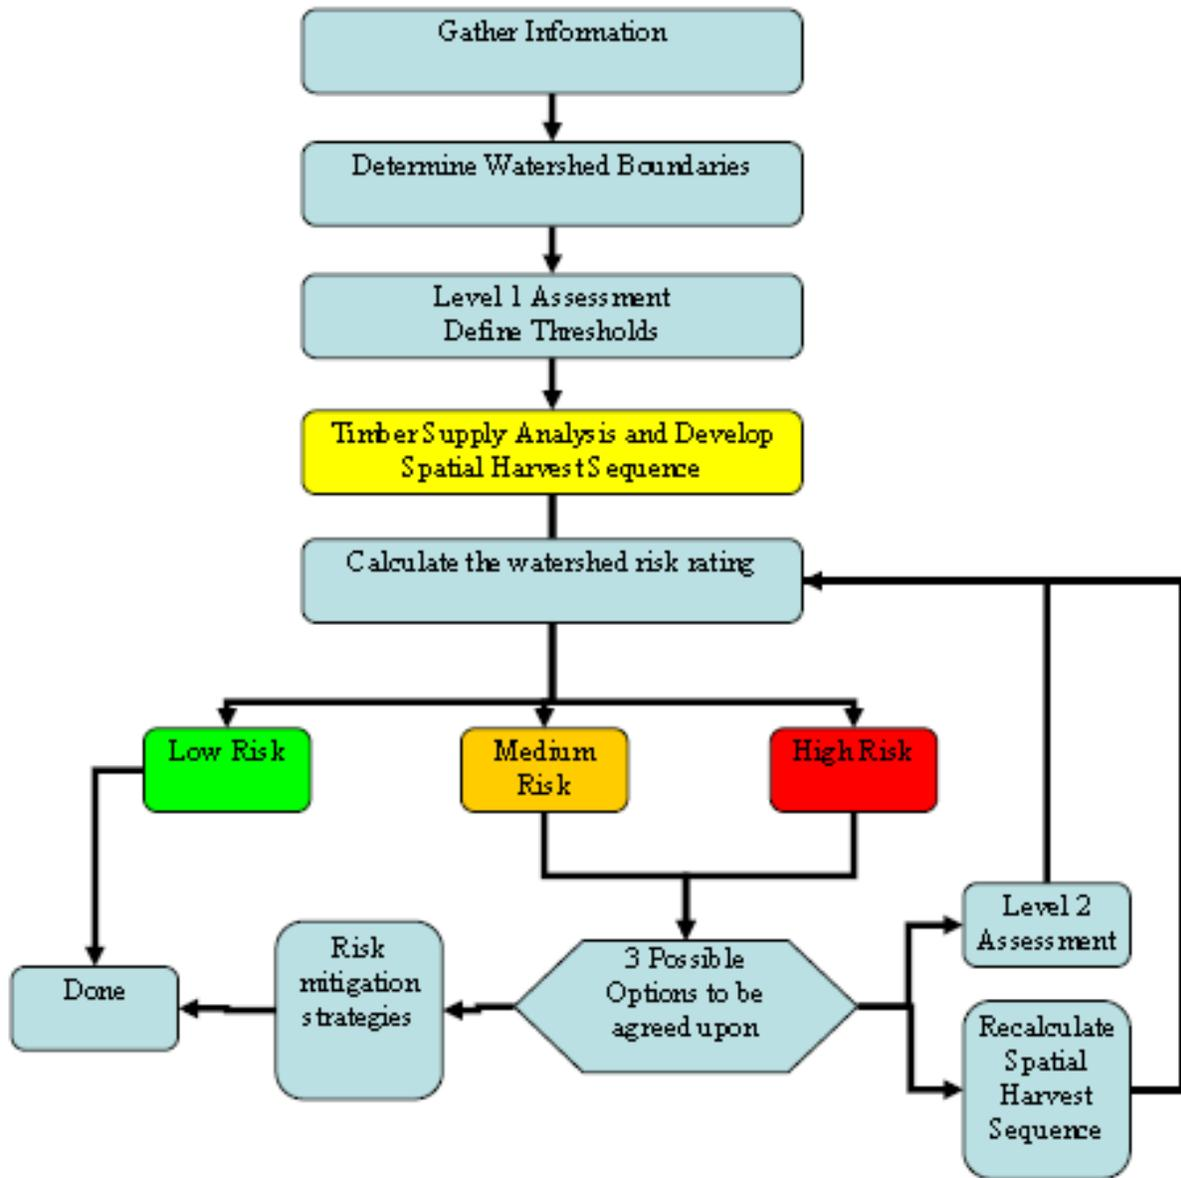 Gather Information
Determine Watershed Boundaries
Level 1 Assessment
Define Thresholds
Timber Supply Analysis and Develop
Spatial Harvest Sequence
Calculate the watershed risk rating
Low Risk
Medium
Risk
High Risk
Done
Risk
mitigation
strategies
3 Possible
Options to be
agreed upon
Level 2
Assessment
Recalculate
Spatial
Harvest
Sequence